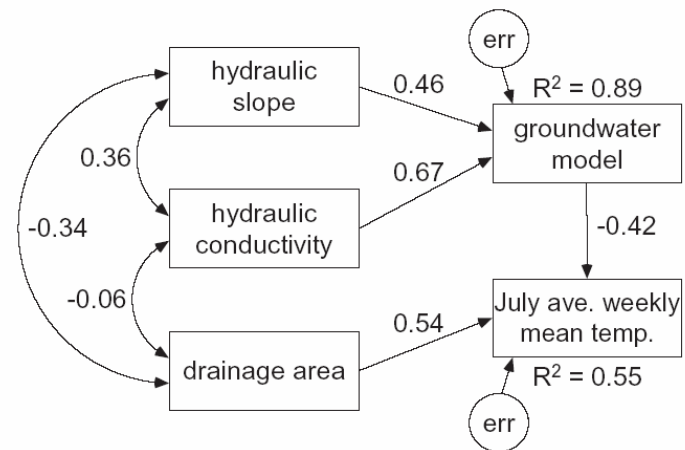 err
hydraulic
slope
0.46
R² = 0.89
groundwater
model
0.36
0.67
hydraulic
conductivity
-0.34
-0.42
-0.06
0.54
July ave. weekly
mean temp.
drainage area
R² = 0.55
err